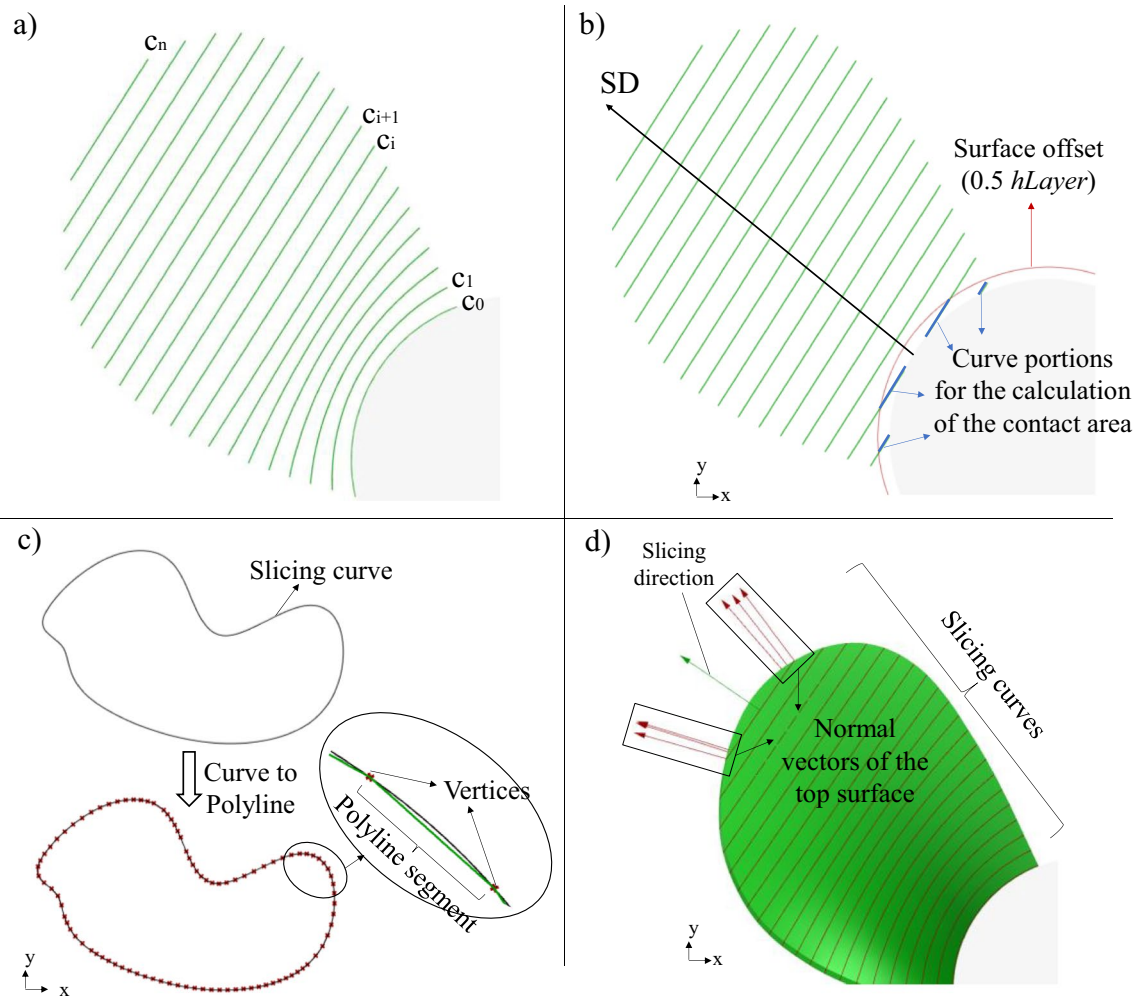 a)
cn
ci+1
ci
c1
c0
b)
SD
Surface offset
(0.5 hLayer)
Curve portions
for the calculation
of the contact area
y
x
c)
Slicing curve
Curve to
Polyline
Vertices
Polyline segment
y
x
d)
Slicing
direction
Slicing curves
Normal
vectors of the
top surface
y
x